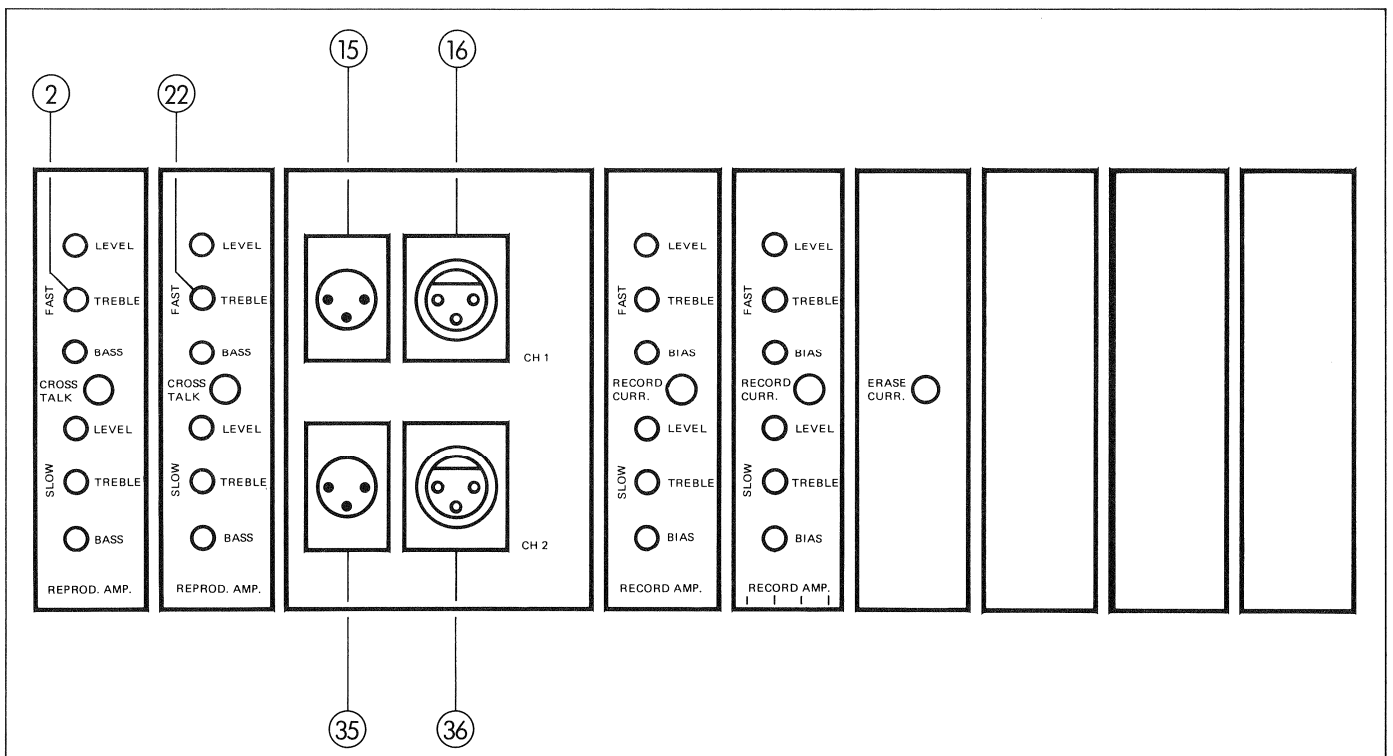 15
16
2
22
LEVEL
FAST
TREBLE
BASS
CROSS
TALK
LEVEL
SLOW
TREBLE
BASS
REPROD. AMP.
LEVEL
FAST
TREBLE
BASS
CROSS
TALK
LEVEL
SLOW
TREBLE
BASS
REPROD. AMP.
CH 1
CH 2
LEVEL
FAST
TREBLE
BIAS
RECORD
CURR.
LEVEL
SLOW
TREBLE
BIAS
RECORD AMP.
LEVEL
FAST
TREBLE
BIAS
RECORD
CURR.
LEVEL
SLOW
TREBLE
BIAS
RECORD AMP.
ERASE
CURR.
35
36